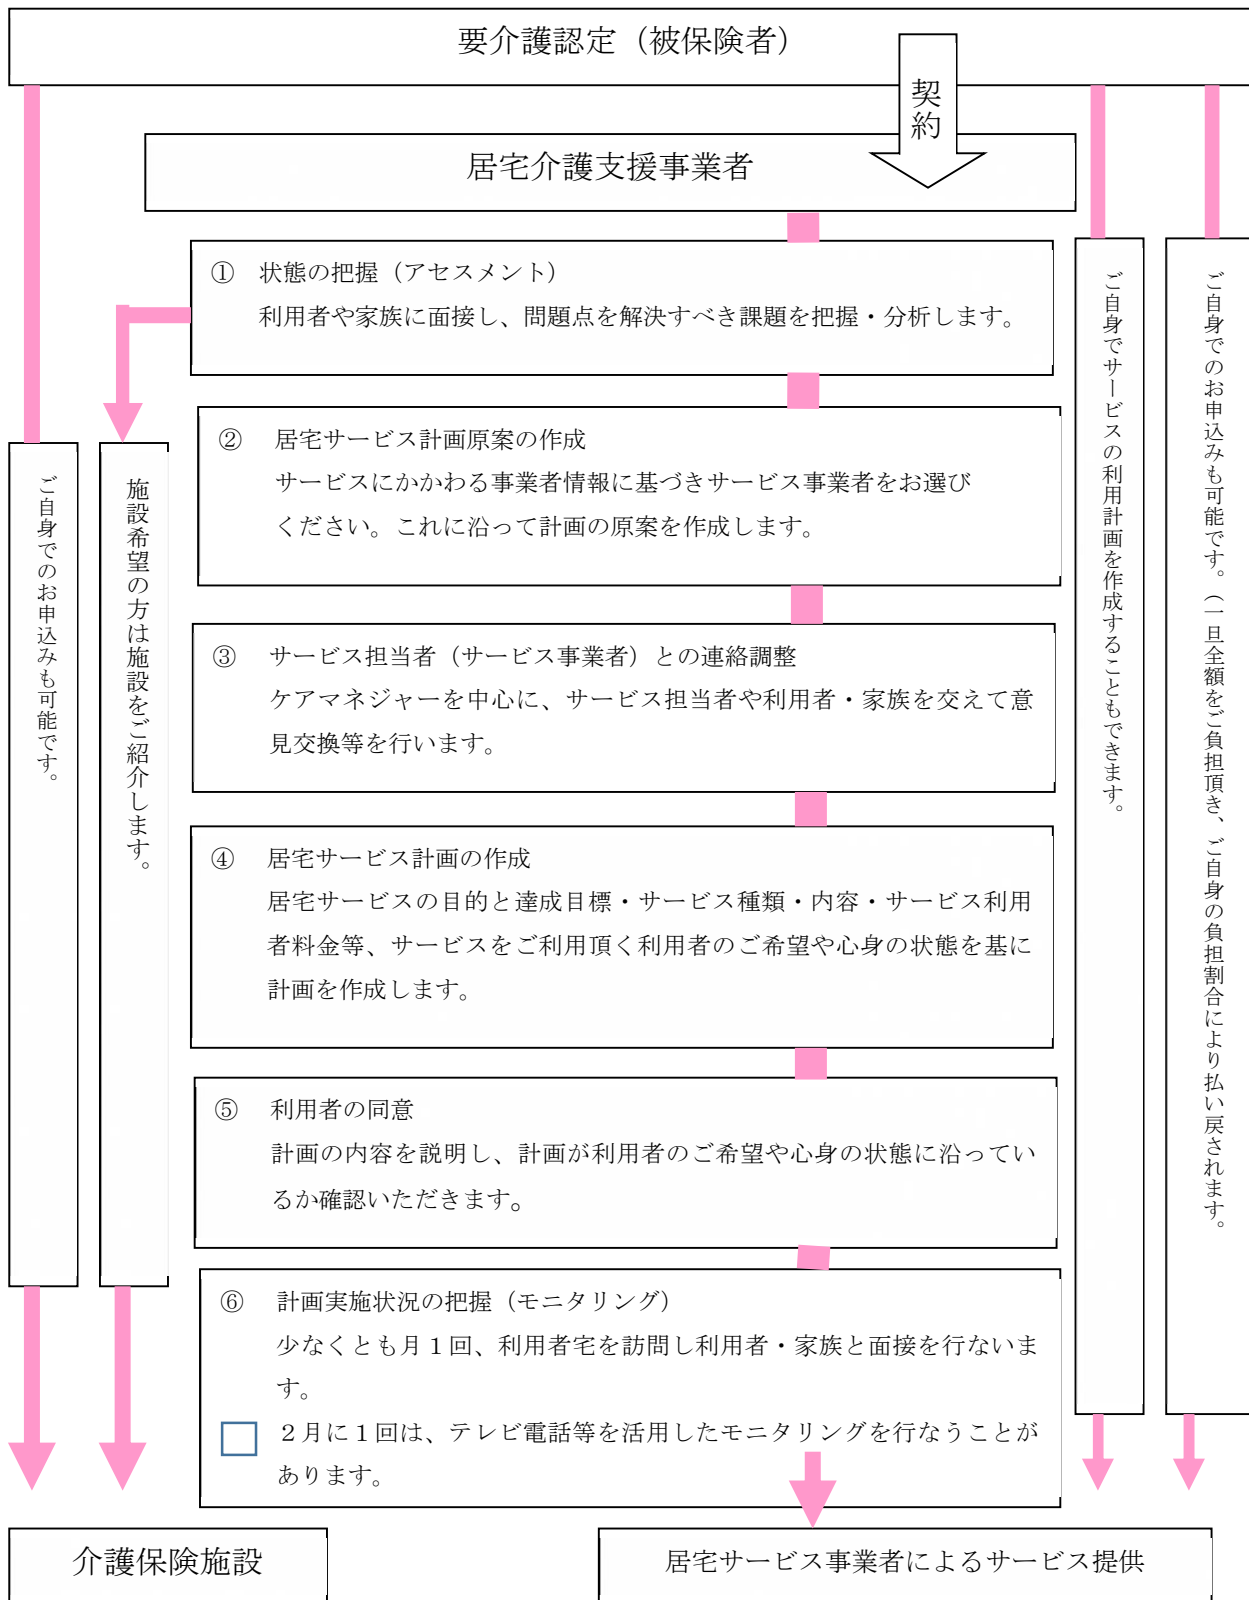 要介護認定（被保険者）
契約
居宅介護支援事業者
① 状態の把握（アセスメント）
利用者や家族に面接し、問題点を解決すべき課題を把握・分析します。
② 居宅サービス計画原案の作成
サービスにかかわる事業者情報に基づきサービス事業者をお選び
ください。これに沿って計画の原案を作成します。
③ サービス担当者（サービス事業者）との連絡調整
ケアマネジャーを中心に、サービス担当者や利用者・家族を交えて意
見交換等を行います。
④ 居宅サービス計画の作成
居宅サービスの目的と達成目標・サービス種類・内容・サービス利用
者料金等、サービスをご利用頂く利用者のご希望や心身の状態を基に
計画を作成します。
⑤ 利用者の同意
計画の内容を説明し、計画が利用者のご希望や心身の状態に沿ってい
るか確認いただきます。
⑥ 計画実施状況の把握（モニタリング）
少なくとも月１回、利用者宅を訪問し利用者・家族と面接を行ないま
す。
２月に１回は、テレビ電話等を活用したモニタリングを行なうことが
あります。
ご自身でのお申込みも可能です。
施設希望の方は施設をご紹介します。
ご自身でサービスの利用計画を作成することもできます。
ご自身でのお申込みも可能です。（一旦全額をご負担頂き、ご自身の負担割合により払い戻されます。
介護保険施設
居宅サービス事業者によるサービス提供